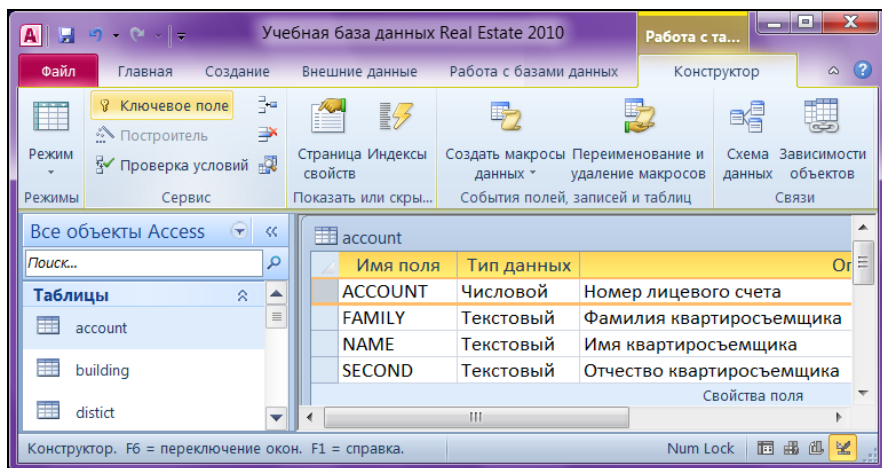 Учебная база данных Real Estate 2010
Работа с та...
Файл Главная Создание Внешние данные Работа с базами данных Конструктор
Режим
Ключевое поле
Построитель
Проверка условий
Страница свойств
Индексы
Создать макросы данных
Переименование и удаление макросов
Схема данных
Зависимости объектов
Режимы Сервис Показать или скры... События полей, записей и таблиц Связи
Все объекты Access
Поиск...
Таблицы
account
building
distict
account
Имя поля Тип данных Оп
ACCOUNT Числовой Номер лицевого счета
FAMILY Текстовый Фамилия квартиросъемщика
NAME Текстовый Имя квартиросъемщика
SECOND Текстовый Отчество квартиросъемщика
Свойства поля
Конструктор. F6 = переключение окон. F1 = справка. Num Lock